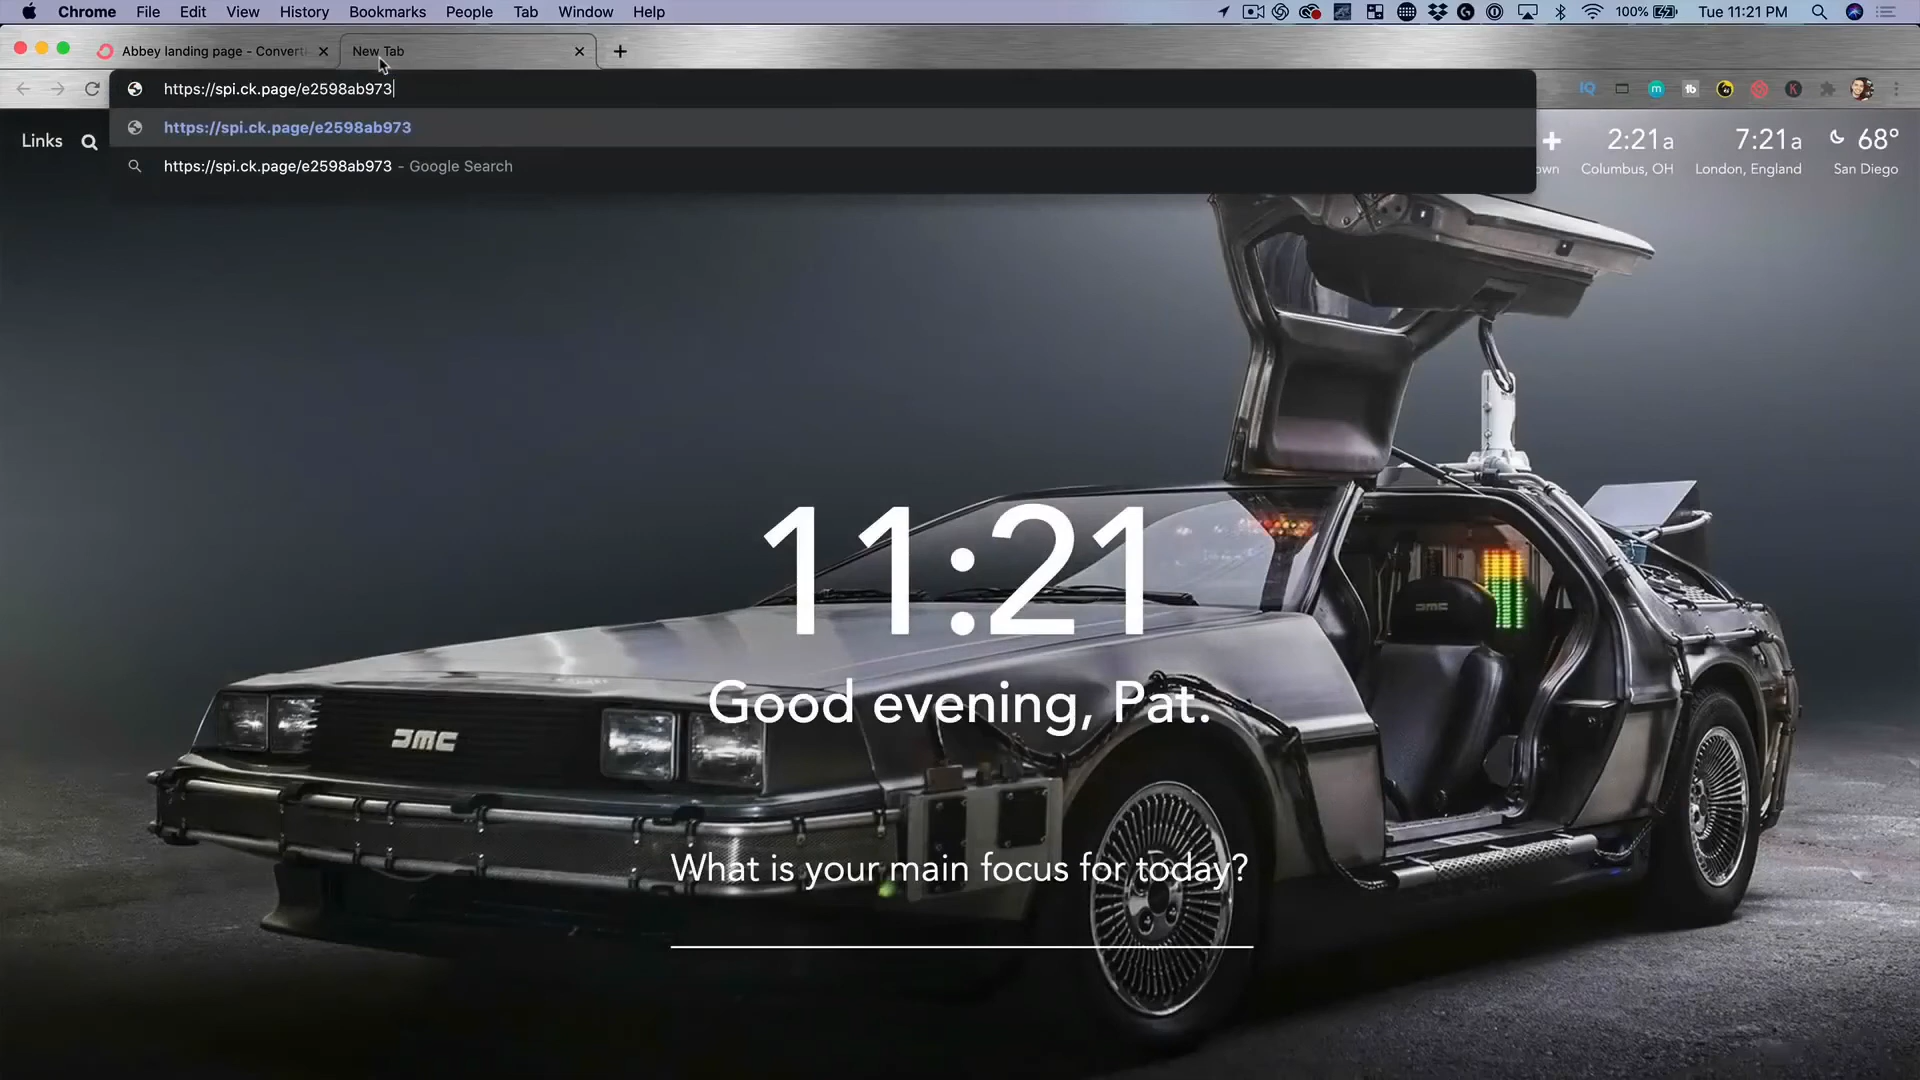 Chrome File Edit View History Bookmarks People Tab Window Help 100% Tue 11:21 PM
Abbey landing page - Convert
New Tab
https://spi.ck.page/e2598ab973
https://spi.ck.page/e2598ab973
https://spi.ck.page/e2598ab973 - Google Search
Links
2:21a 7:21a 68°
own Columbus, OH London, England San Diego
11:21
Good evening, Pat.
What is your main focus for today?
DMC
DMC